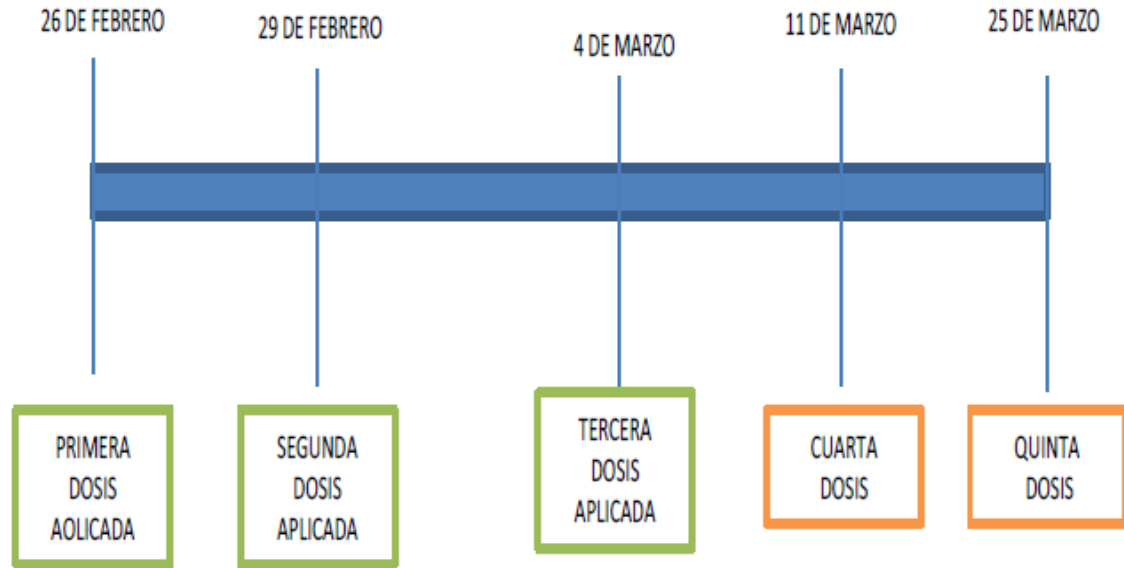 26 DE FEBRERO
29 DE FEBRERO
4 DE MARZO
11 DE MARZO
25 DE MARZO
PRIMERA
DOSIS
AOLICADA
SEGUNDA
DOSIS
APLICADA
TERCERA
DOSIS
APLICADA
CUARTA
DOSIS
QUINTA
DOSIS